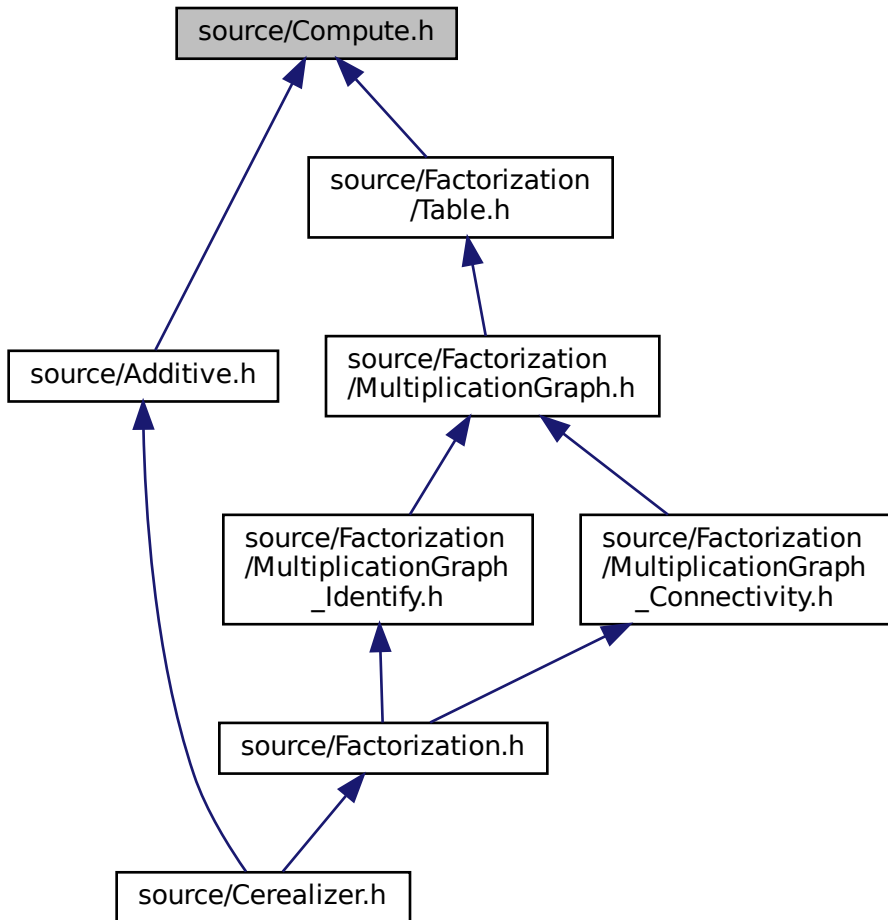 source/Compute.h
source/Factorization
/Table.h
source/Additive.h
source/Factorization
/MultiplicationGraph.h
source/Factorization
/MultiplicationGraph
_Identify.h
source/Factorization
/MultiplicationGraph
_Connectivity.h
source/Factorization.h
source/Cerealizer.h